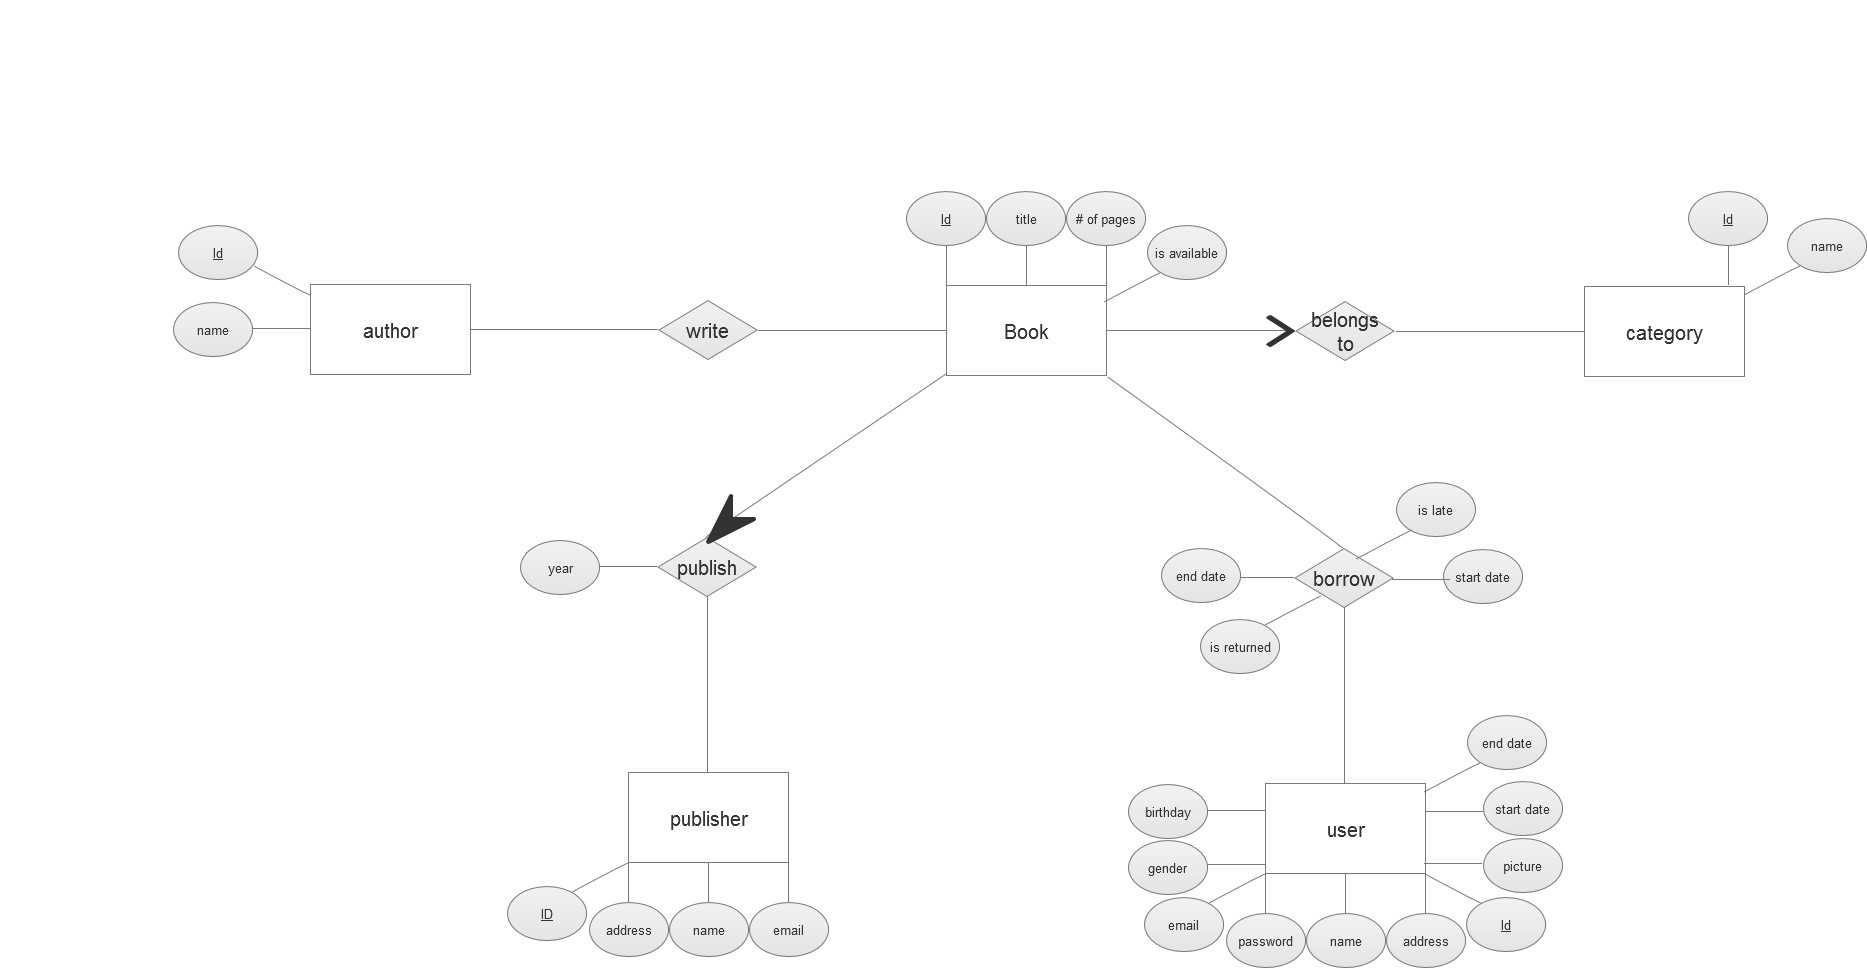 Id
name
author
write
Id
title
# of pages
is available
Book
belongs
to
category
Id
name
year
publish
ID
address
name
email
publisher
end date
is returned
borrow
is late
start date
birthday
gender
email
password
name
address
Id
picture
start date
end date
user